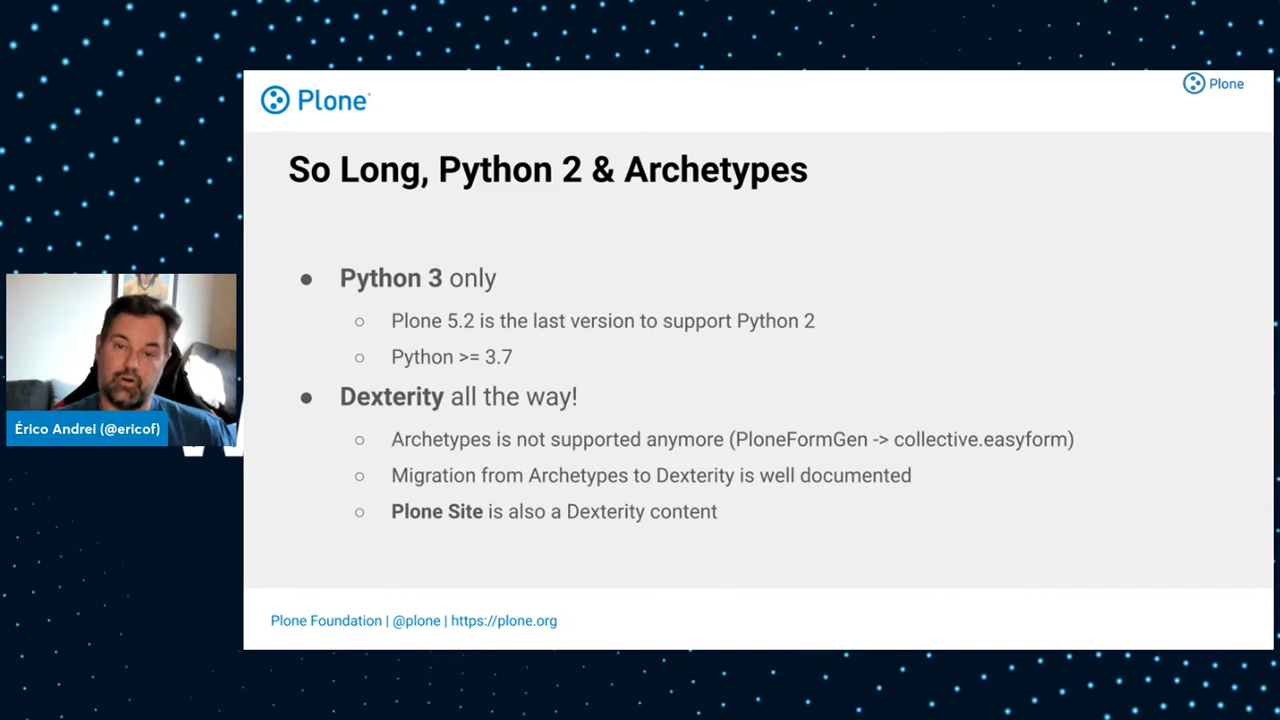 Plone
Plone
So Long, Python 2 & Archetypes
● Python 3 only
○ Plone 5.2 is the last version to support Python 2
○ Python >= 3.7
● Dexterity all the way!
○ Archetypes is not supported anymore (PloneFormGen -> collective.easyform)
○ Migration from Archetypes to Dexterity is well documented
○ Plone Site is also a Dexterity content
Érico Andrei (@ericof)
Plone Foundation | @plone | https://plone.org